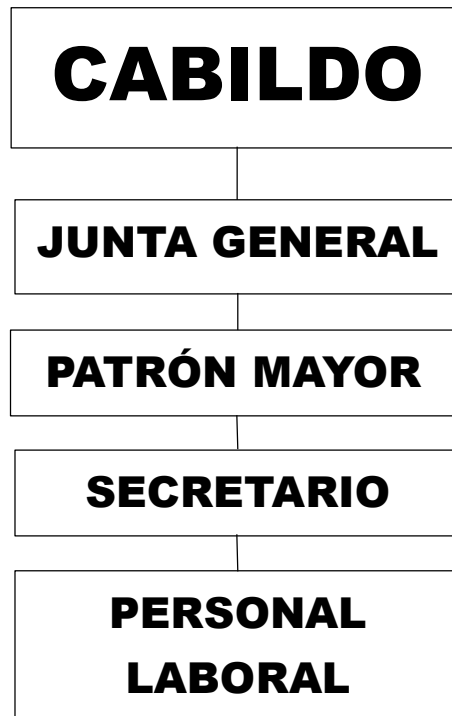 CABILDO
JUNTA GENERAL
PATRÓN MAYOR
SECRETARIO
PERSONAL
LABORAL